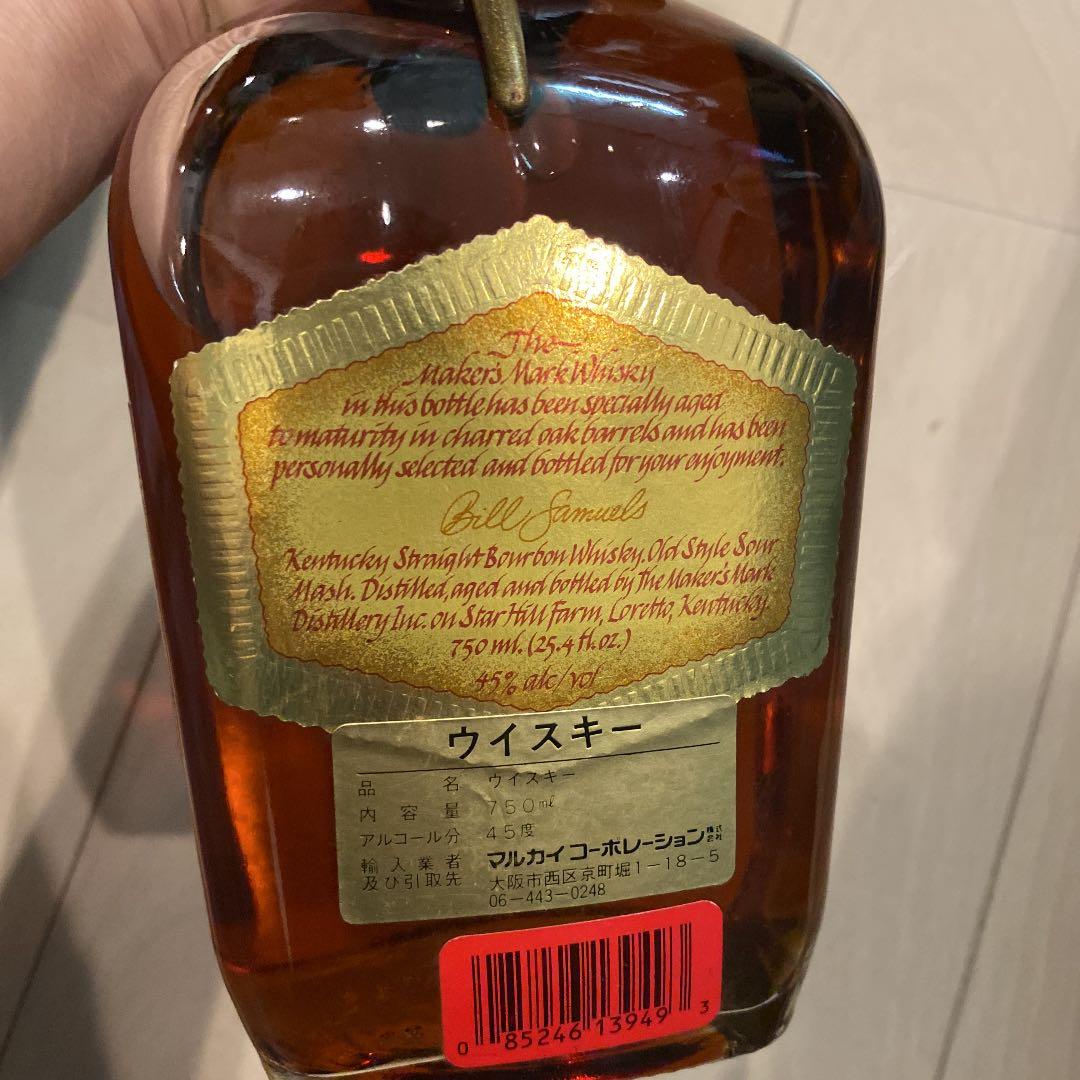 The
Maker's Mark Whisky
in this bottle has been specially aged
to maturity in charred oak barrels and has been
personally selected and bottled for your enjoyment.
Bill Samuels
Kentucky Straight Bourbon Whisky. Old Style Sour
Mash. Distilled, aged and bottled by The Maker's Mark
Distillery Inc. on Star Hill Farm, Loretto, Kentucky.
750 ml. (25.4 fl. oz.)
45% alc/vol
ウイスキー
品名 ウイスキー
内容量 750㎖
アルコール分 45度
輸入業者 マルカイコーポレーション株式会社
及び引取先 大阪市西区京町堀1-18-5
06-443-0248
0 85246 13949 3